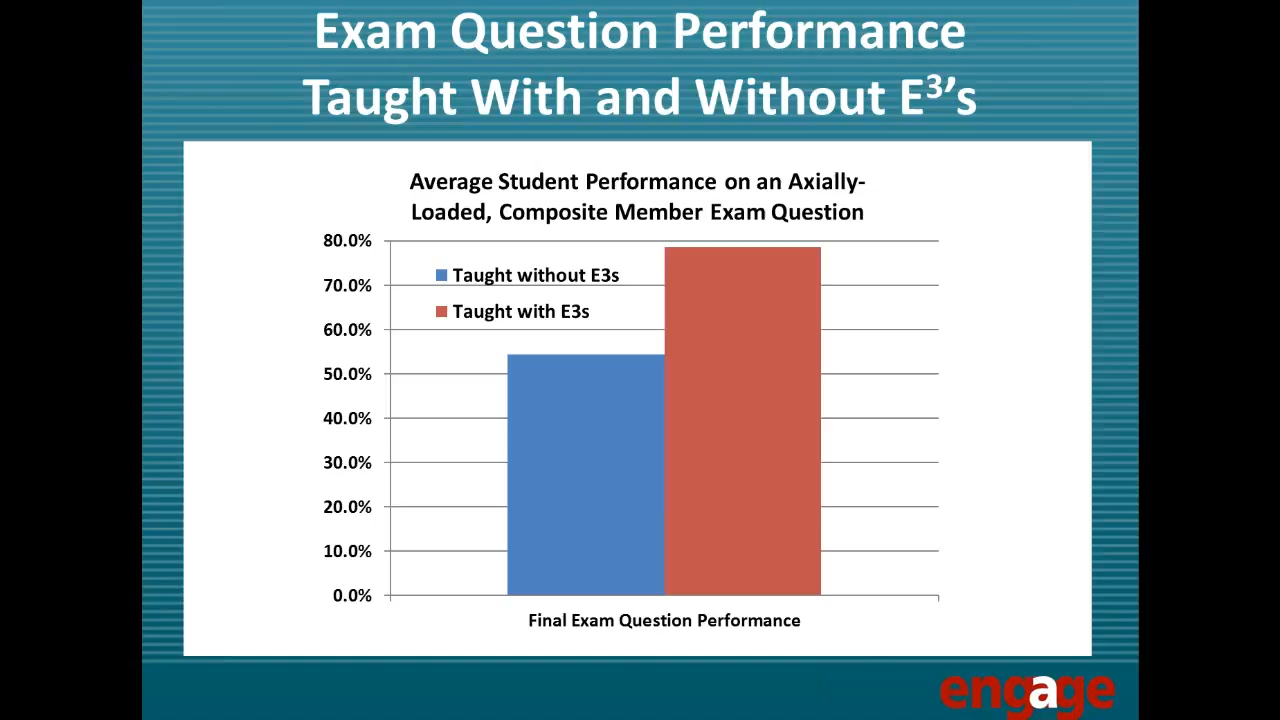 Exam Question Performance
Taught With and Without E³’s
Average Student Performance on an Axially-
Loaded, Composite Member Exam Question
80.0%
Taught without E3s
70.0%
Taught with E3s
60.0%
50.0%
40.0%
30.0%
20.0%
10.0%
0.0%
Final Exam Question Performance
engage